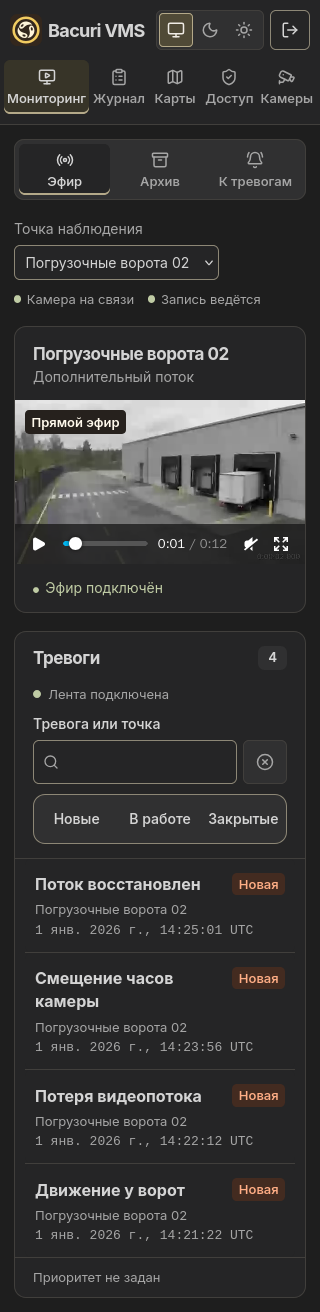 Bacuri VMS
Мониторинг Журнал Карты Доступ Камеры
Эфир Архив К тревогам
Точка наблюдения
Погрузочные ворота 02
Камера на связи Запись ведётся
Погрузочные ворота 02
Дополнительный поток
Прямой эфир
0:01 / 0:12
Эфир подключён
Тревоги 4
Лента подключена
Тревога или точка
Новые В работе Закрытые
Поток восстановлен Новая
Погрузочные ворота 02
1 янв. 2026 г., 14:25:01 UTC
Смещение часов Новая
камеры
Погрузочные ворота 02
1 янв. 2026 г., 14:23:56 UTC
Потеря видеопотока Новая
Погрузочные ворота 02
1 янв. 2026 г., 14:22:12 UTC
Движение у ворот Новая
Погрузочные ворота 02
1 янв. 2026 г., 14:21:22 UTC
Приоритет не задан